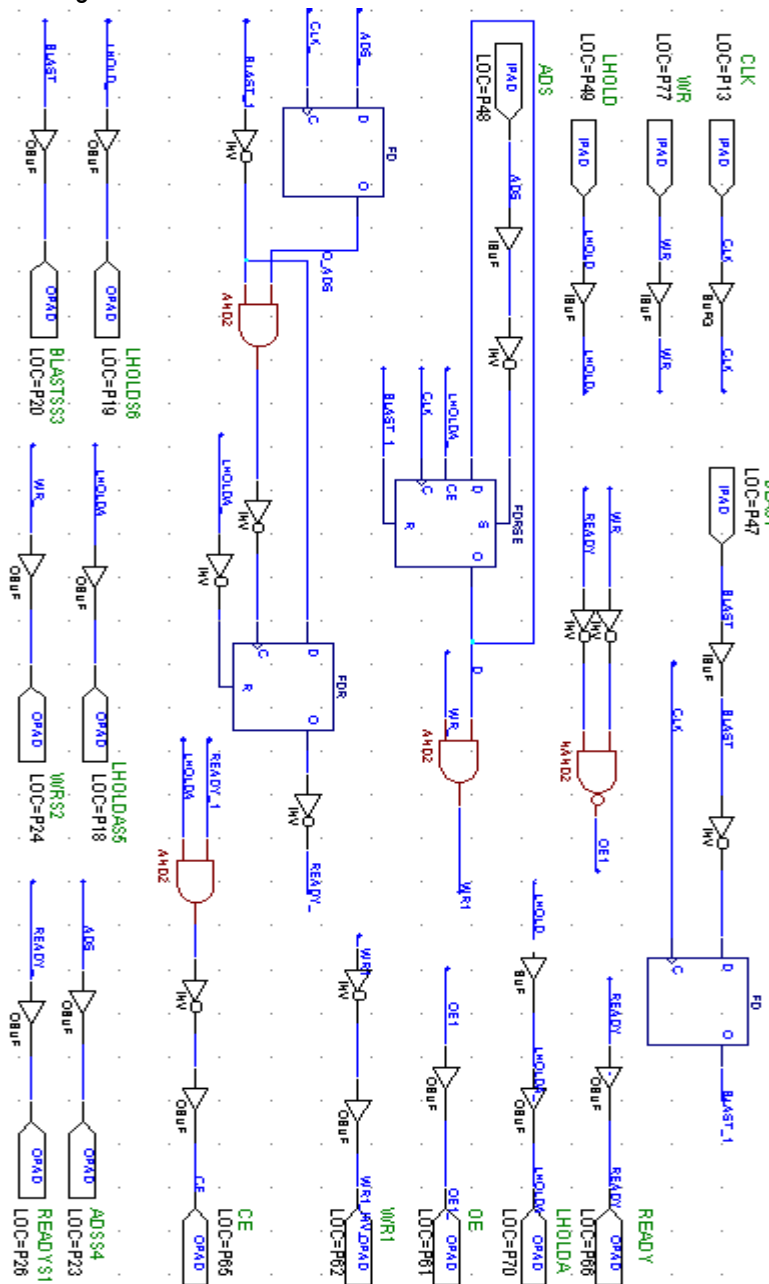 CLK
LOC=P13
IPAD
CLK
BUFG
CLK
WR
LOC=P77
IPAD
WR
IBUF
WR
LHOLD
LOC=P49
IPAD
LHOLD
IBUF
LHOLD
LOC=P47
IPAD
BLAST
IBUF
BLAST
INV
CLK
FD
D
C
Q
BLAST_1
ADS
LOC=P48
IPAD
ADS
IBUF
INV
FDRSE
S
D
CE
C
R
Q
LHOLDA
CLK
BLAST_1
D
WR
AND2
WR1
WR
READY
INV
INV
NAND2
OE1
ADS
CLK
FD
D
C
Q
Q_ADS
BLAST_1
INV
AND2
INV
LHOLDA
INV
FDR
D
C
R
Q
INV
READY_
READY_1
LHOLDA
AND2
INV
OBUF
CE
OPAD
CE
LOC=P65
WR1
INV
OBUF
WR1_INV
OPAD
WR1
LOC=P62
OE1
OBUF
OE1_
OPAD
OE
LOC=P61
LHOLD
BUF
LHOLDA
OBUF
LHOLDA
OPAD
LHOLDA
LOC=P70
READY
OBUF
READY
OPAD
READY
LOC=P68
LHOLD
OBUF
OPAD
LHOLDS6
LOC=P19
BLAST
OBUF
OPAD
BLASTSS3
LOC=P20
LHOLDA
OBUF
OPAD
LHOLDAS5
LOC=P18
WR
OBUF
OPAD
WRS2
LOC=P24
ADS
OBUF
OPAD
ADSS4
LOC=P23
READY
OBUF
OPAD
READYS1
LOC=P26